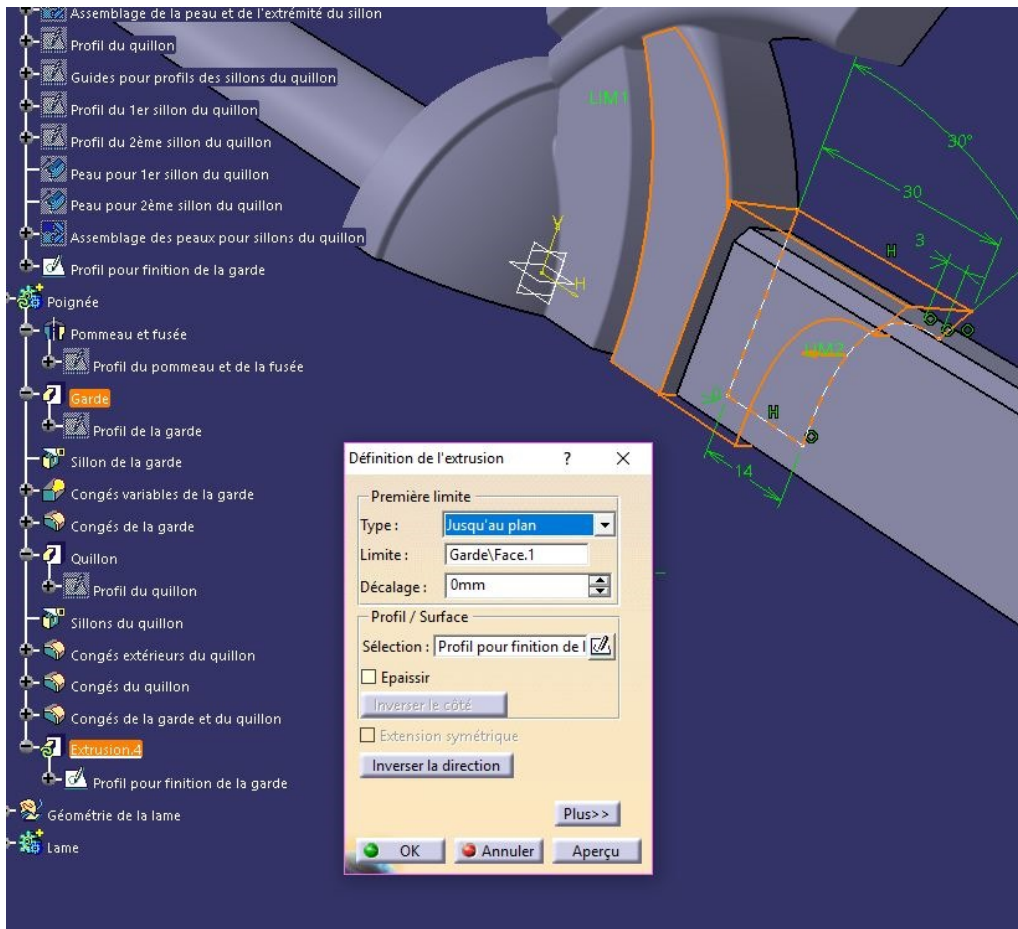 Assemblage de la peau et de l'extrémité du sillon
Profil du quillon
Guides pour profils des sillons du quillon
Profil du 1er sillon du quillon
Profil du 2ème sillon du quillon
Peau pour 1er sillon du quillon
Peau pour 2ème sillon du quillon
Assemblage des peaux pour sillons du quillon
Profil pour finition de la garde
Poignée
Pommeau et fusée
Profil du pommeau et de la fusée
Garde
Profil de la garde
Sillon de la garde
Congés variables de la garde
Congés de la garde
Quillon
Profil du quillon
Sillons du quillon
Congés extérieurs du quillon
Congés du quillon
Congés de la garde et du quillon
Extrusion.4
Profil pour finition de la garde
Géométrie de la lame
Lame
LIM1
30°
30
3
H
LIM2
H
14
V
H
Définition de l'extrusion ? X
Première limite
Type : Jusqu'au plan
Limite : Garde\Face.1
Décalage : 0mm
Profil / Surface
Sélection : Profil pour finition de l
Epaissir
Inverser le côté
Extension symétrique
Inverser la direction
Plus>>
OK Annuler Aperçu